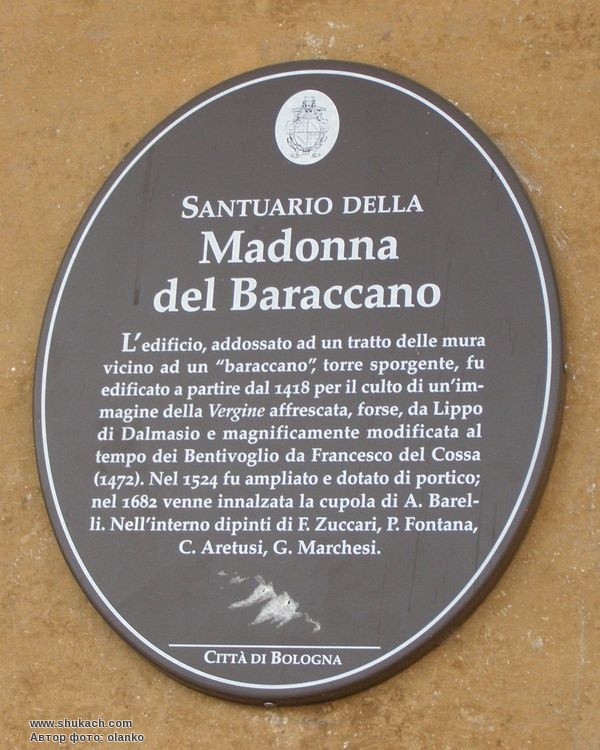 SANTUARIO DELLA
Madonna
del Baraccano
L'edificio, addossato ad un tratto delle mura
vicino ad un "baraccano", torre sporgente, fu
edificato a partire dal 1418 per il culto di un'im-
magine della Vergine affrescata, forse, da Lippo
di Dalmasio e magnificamente modificata al
tempo dei Bentivoglio da Francesco del Cossa
(1472). Nel 1524 fu ampliato e dotato di portico;
nel 1682 venne innalzata la cupola di A. Barel-
li. Nell'interno dipinti di F. Zuccari, P. Fontana,
C. Aretusi, G. Marchesi.
CITTÀ DI BOLOGNA
www.shukach.com
Автор фото: olanko